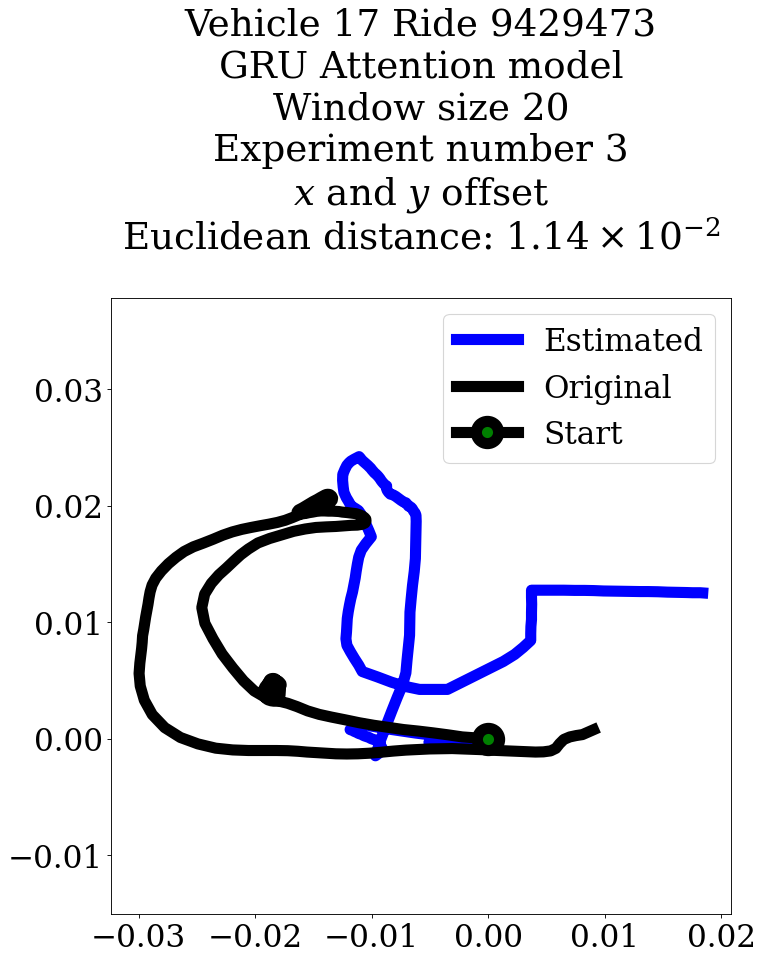 Vehicle 17 Ride 9429473
GRU Attention model
Window size 20
Experiment number 3
x and y offset
Euclidean distance: 1.14 × 10⁻²
Estimated
Original
Start
0.03
0.02
0.01
0.00
−0.01
−0.03 −0.02 −0.01 0.00 0.01 0.02